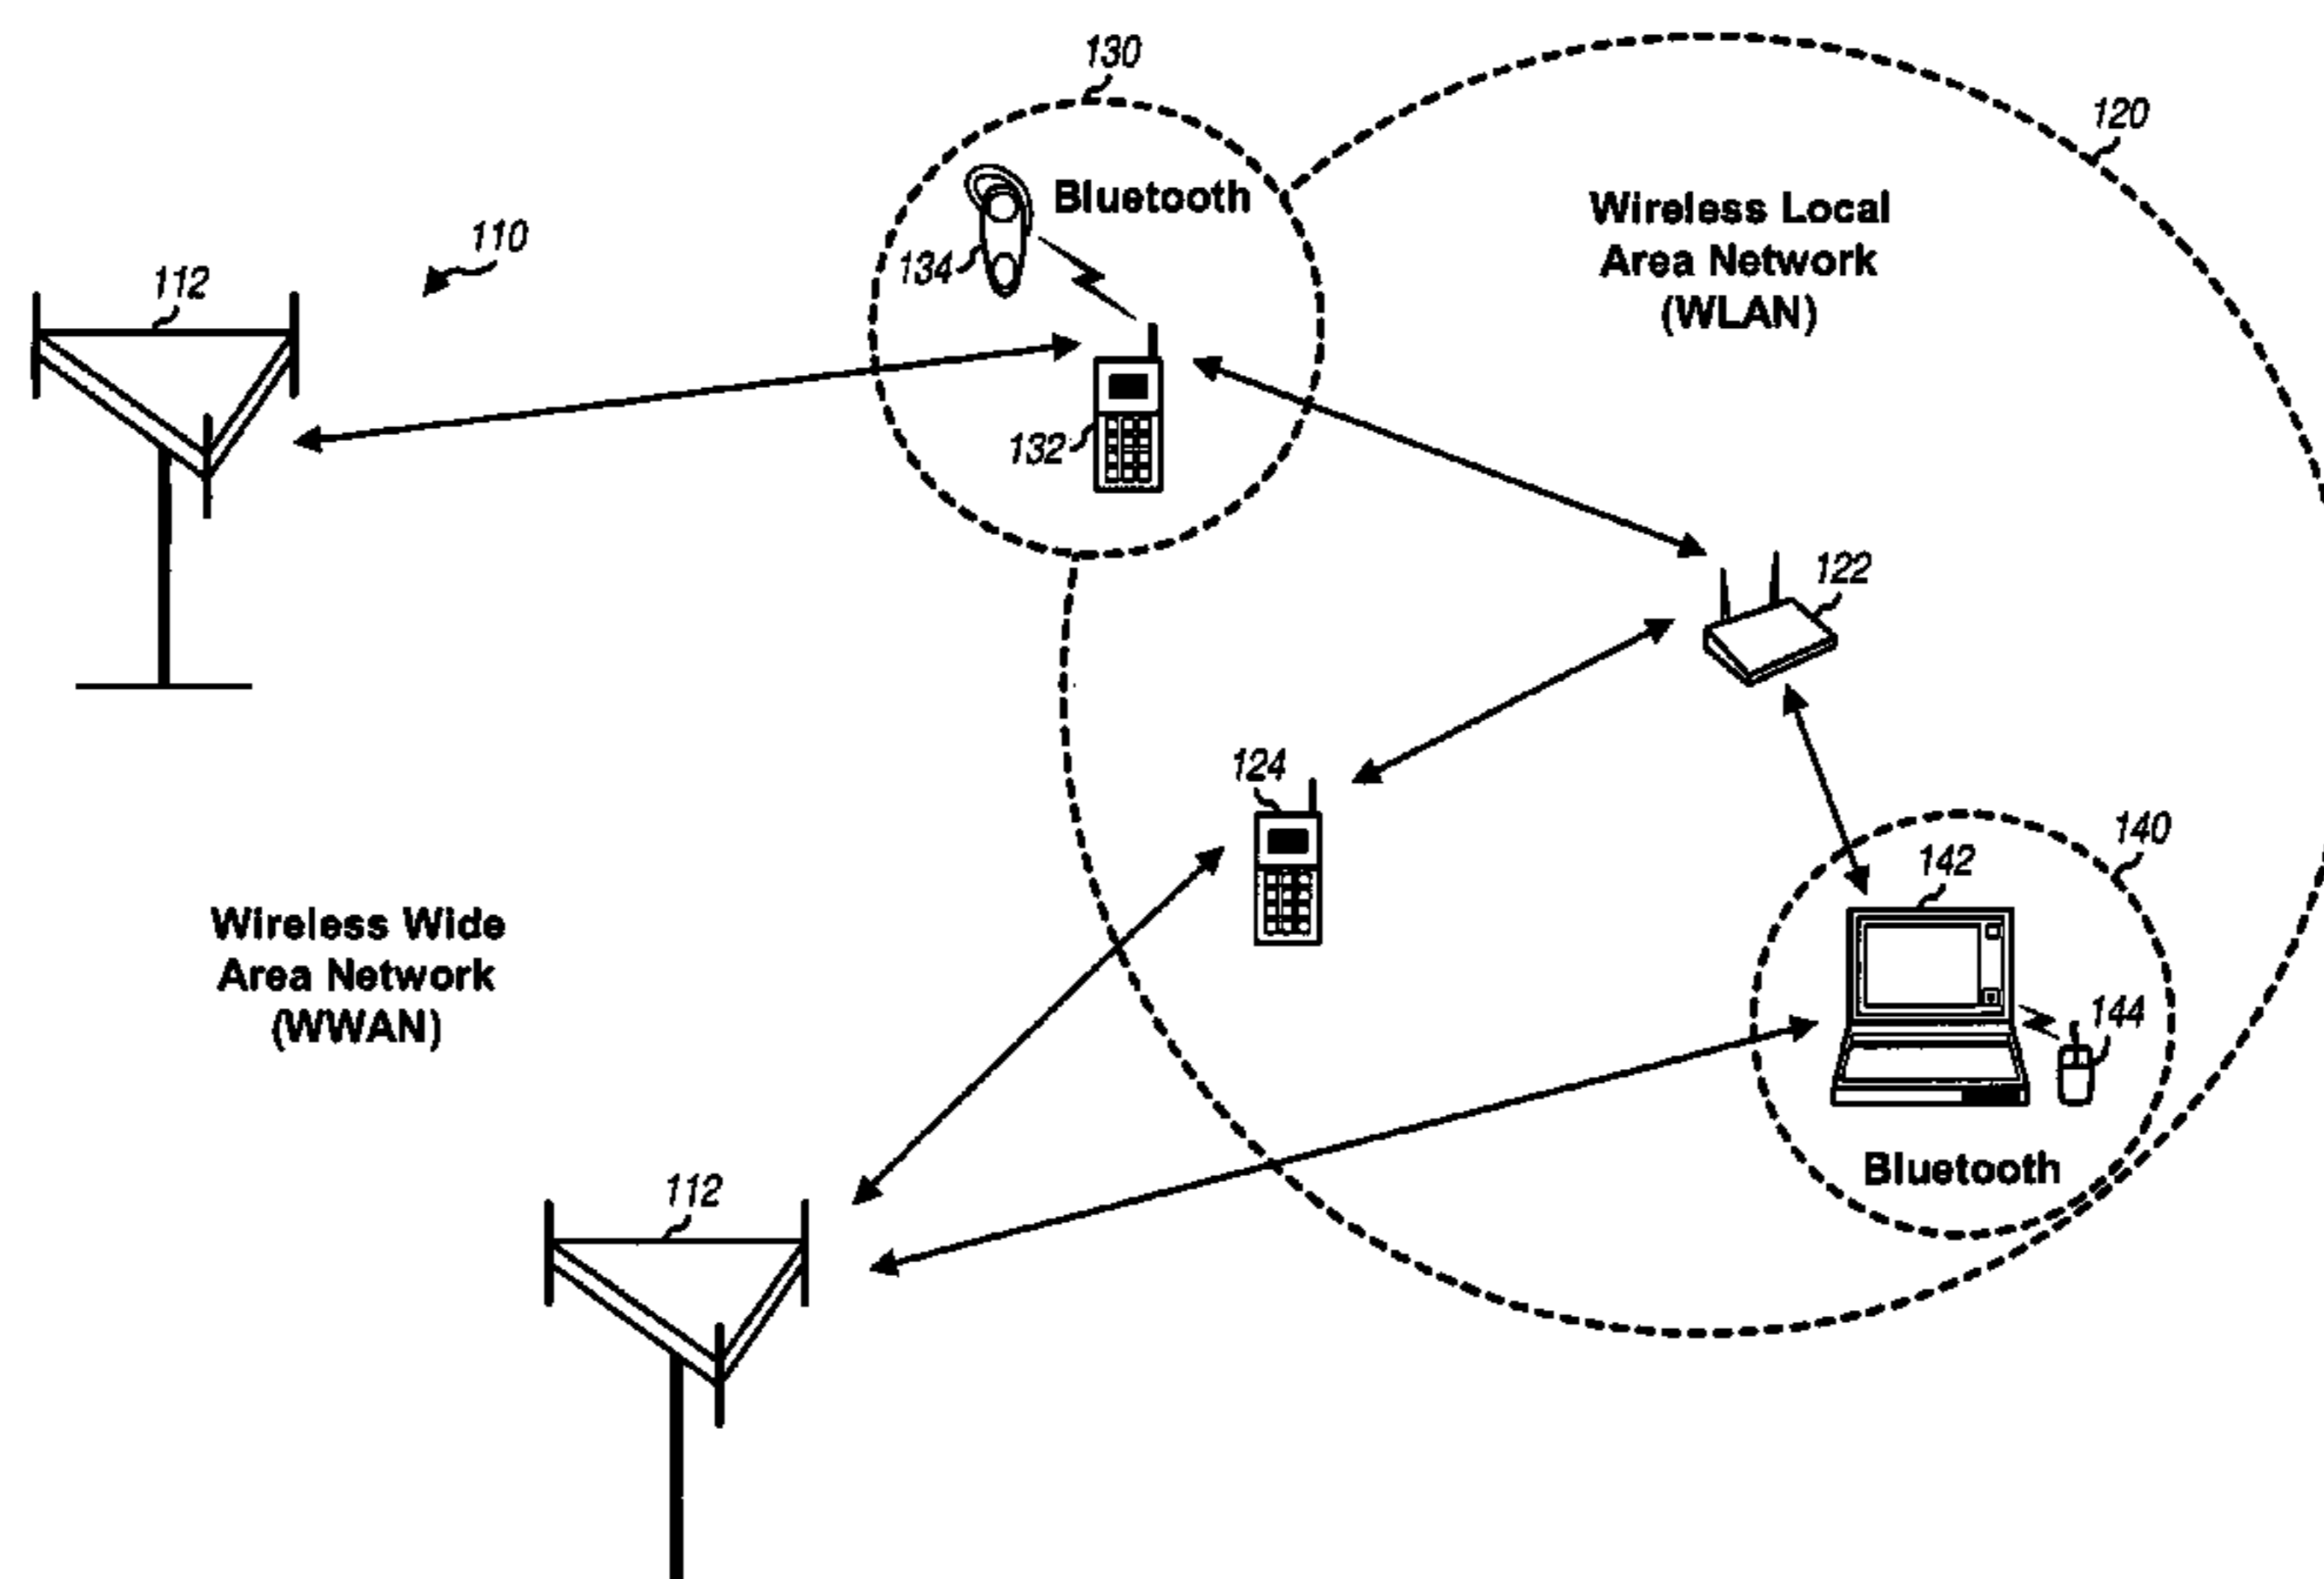 130
120
Bluetooth
Wireless Local
Area Network
(WLAN)
110
134
112
132
122
124
140
142
Wireless Wide
Area Network
(WWAN)
144
Bluetooth
112